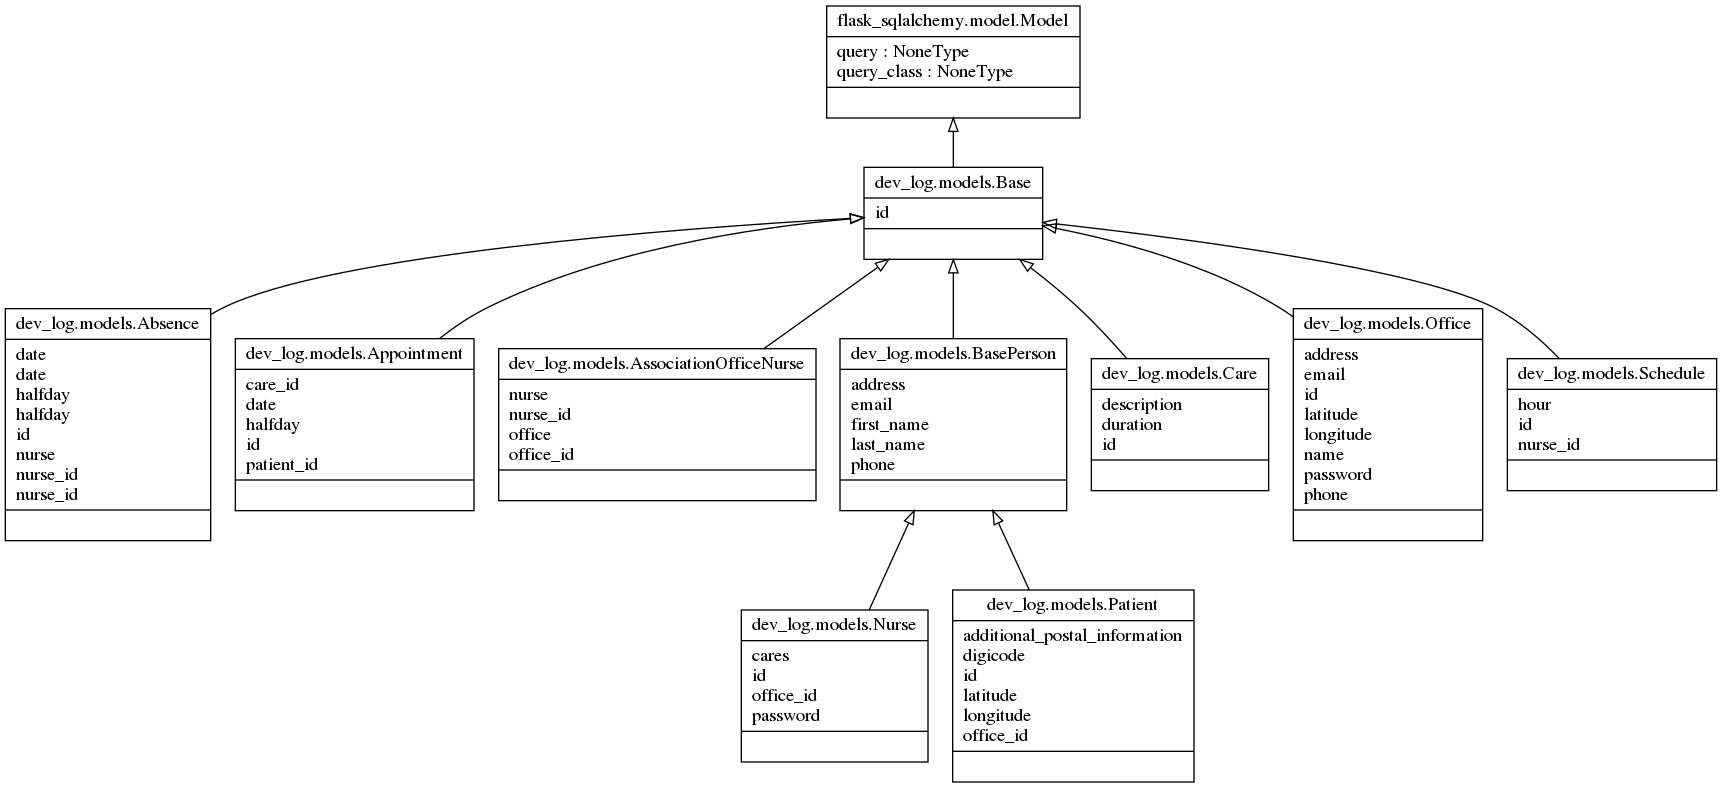 flask_sqlalchemy.model.Model
query : NoneType
query_class : NoneType
dev_log.models.Base
id
dev_log.models.Absence
date
date
halfday
halfday
id
nurse
nurse_id
nurse_id
dev_log.models.Appointment
care_id
date
halfday
id
patient_id
dev_log.models.AssociationOfficeNurse
nurse
nurse_id
office
office_id
dev_log.models.BasePerson
address
email
first_name
last_name
phone
dev_log.models.Care
description
duration
id
dev_log.models.Office
address
email
id
latitude
longitude
name
password
phone
dev_log.models.Schedule
hour
id
nurse_id
dev_log.models.Nurse
cares
id
office_id
password
dev_log.models.Patient
additional_postal_information
digicode
id
latitude
longitude
office_id